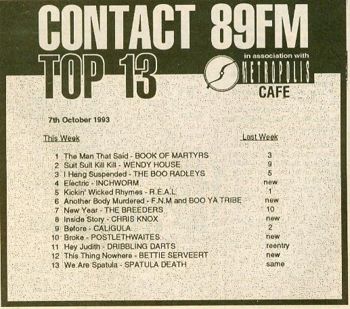 CONTACT 89FM
TOP 13
in association with
METROPOLIS
CAFE
7th October 1993
This Week Last Week
1 The Man That Said - BOOK OF MARTYRS 3
2 Suit Suit Kill Kill - WENDY HOUSE 9
3 I Hang Suspended - THE BOO RADLEYS 5
4 Electric - INCHWORM new
5 Kickin' Wicked Rhymes - R.E.A.L 1
6 Another Body Murdered - F.N.M and BOO YA TRIBE new
7 New Year - THE BREEDERS 10
8 Inside Story - CHRIS KNOX new
9 Before - CALIGULA 2
10 Broke - POSTLETHWAITES new
11 Hey Judith - DRIBBLING DARTS reentry
12 This Thing Nowhere - BETTIE SERVEERT new
13 We Are Spatula - SPATULA DEATH same